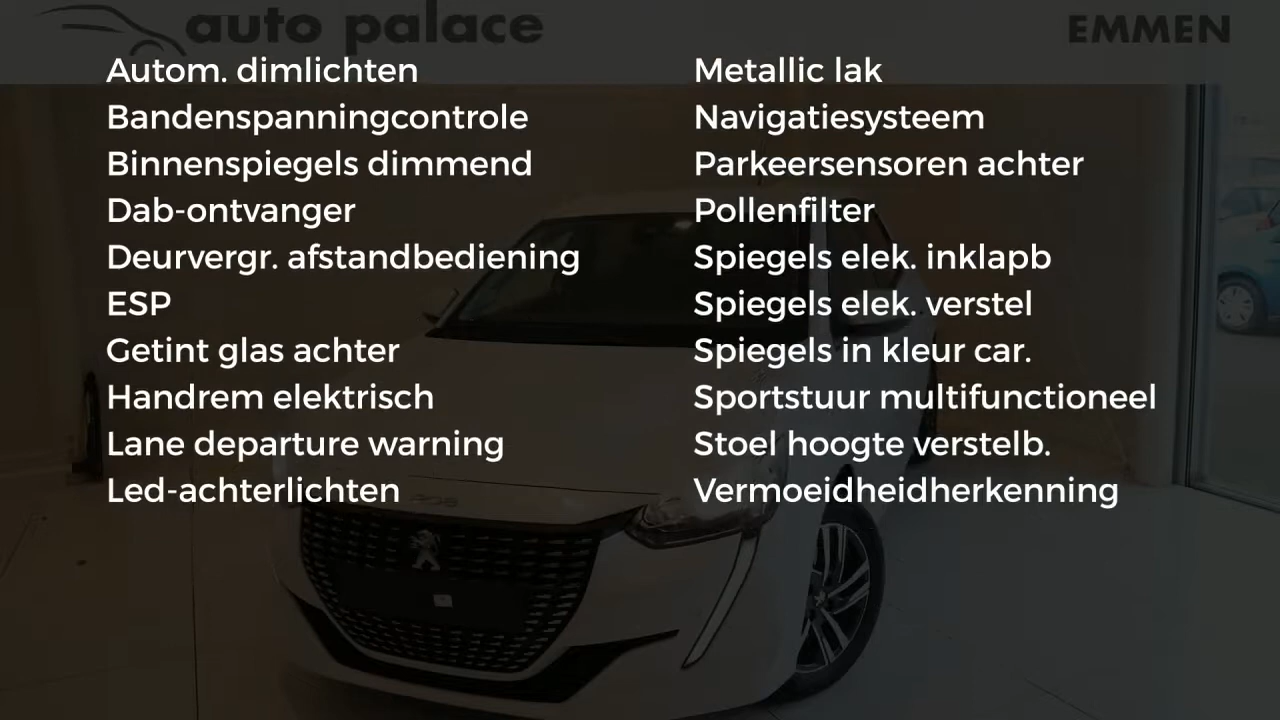 auto palace
EMMEN
Autom. dimlichten
Bandenspanningcontrole
Binnenspiegels dimmend
Dab-ontvanger
Deurvergr. afstandbediening
ESP
Getint glas achter
Handrem elektrisch
Lane departure warning
Led-achterlichten
Metallic lak
Navigatiesysteem
Parkeersensoren achter
Pollenfilter
Spiegels elek. inklapb
Spiegels elek. verstel
Spiegels in kleur car.
Sportstuur multifunctioneel
Stoel hoogte verstelb.
Vermoeidheidherkenning
208